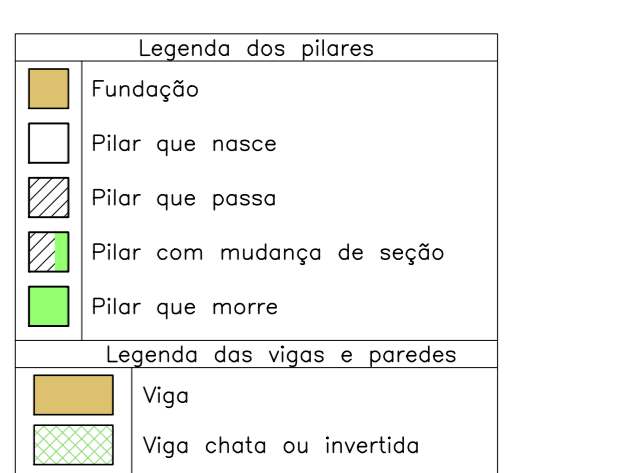 Legenda dos pilares
Fundação
Pilar que nasce
Pilar que passa
Pilar com mudança de seção
Pilar que morre
Legenda das vigas e paredes
Viga
Viga chata ou invertida